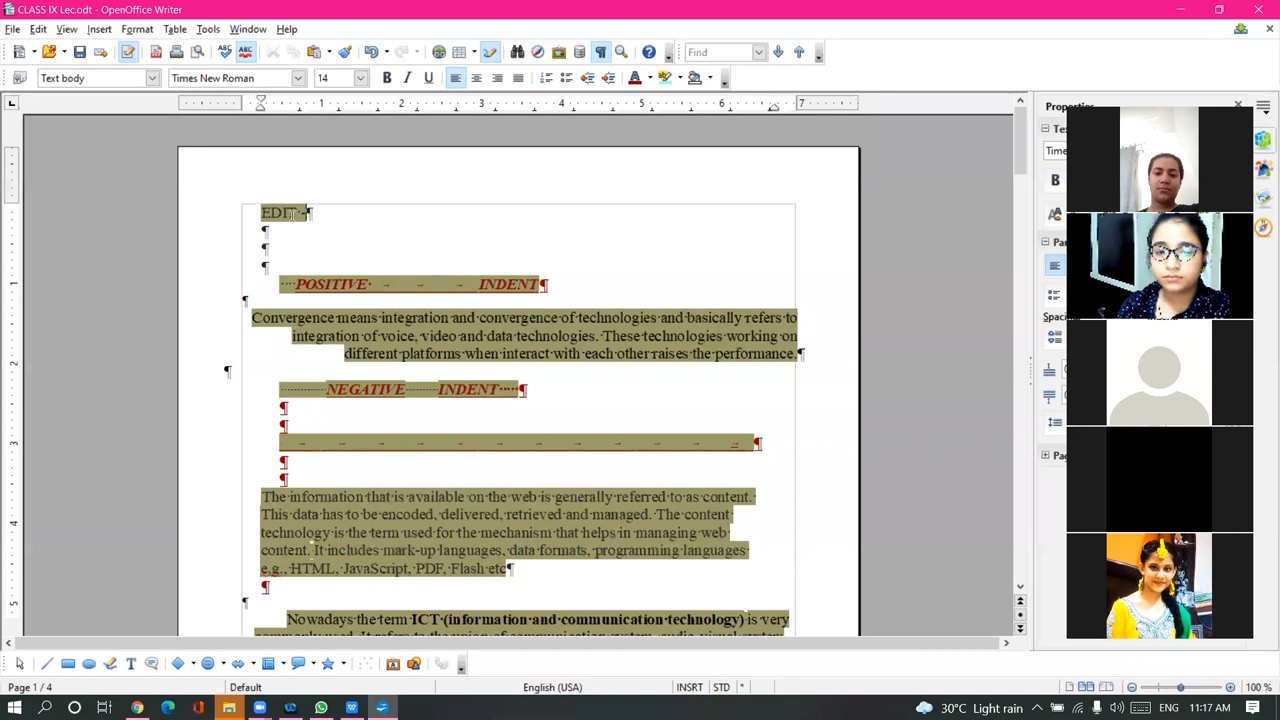 CLASS IX Lec.odt - OpenOffice Writer
File Edit View Insert Format Table Tools Window Help
Find
Text body Times New Roman 14 B I U
1 2 3 4 5 6 7
Properties
EDIT -
POSITIVE INDENT
Convergence means integration and convergence of technologies and basically refers to
integration of voice, video and data technologies. These technologies working on
different platforms when interact with each other raises the performance.
NEGATIVE INDENT
The information that is available on the web is generally referred to as content.
This data has to be encoded, delivered, retrieved and managed. The content
technology is the term used for the mechanism that helps in managing web
content. It includes mark-up languages, data formats, programming languages
e.g., HTML, JavaScript, PDF, Flash etc
Nowadays the term ICT (information and communication technology) is very
Page 1 / 4 Default English (USA) INSRT STD * 100 %
30°C Light rain ENG 11:17 AM